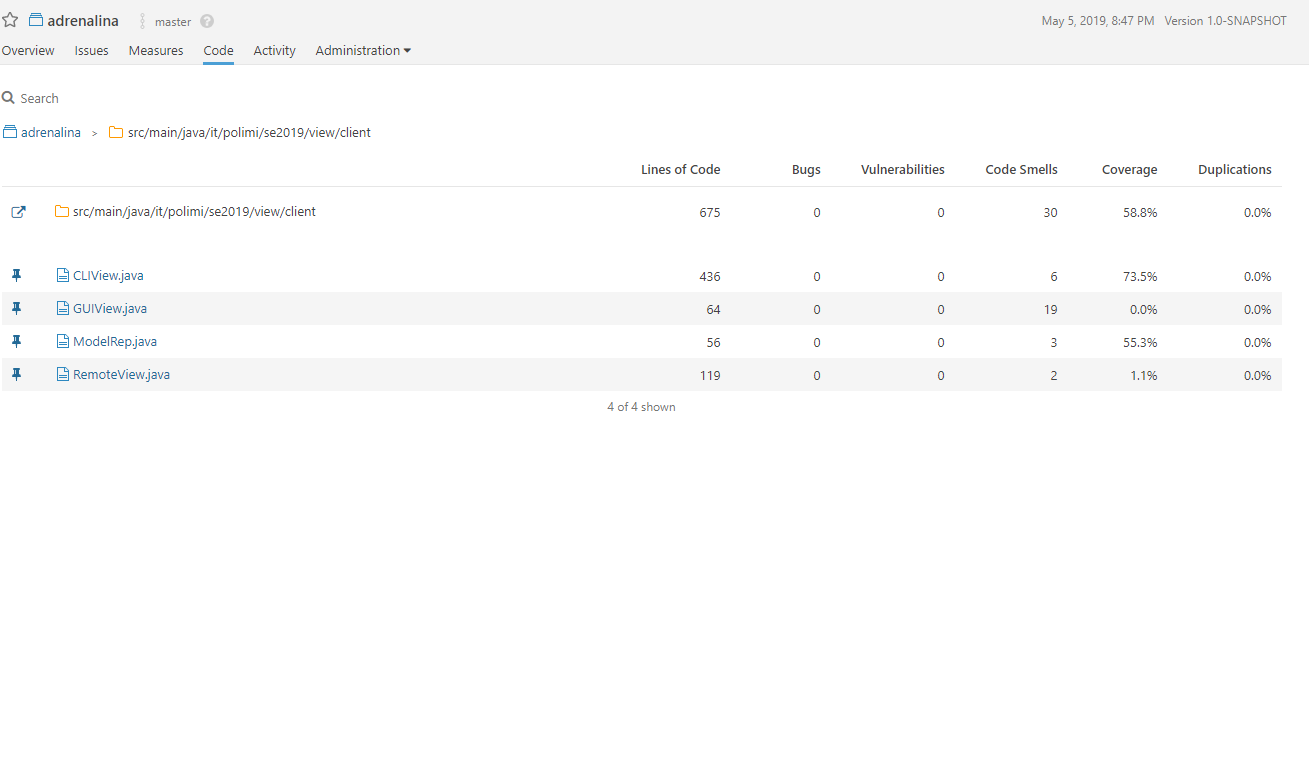 adrenalina master ? May 5, 2019, 8:47 PM Version 1.0-SNAPSHOT
Overview Issues Measures Code Activity Administration
Search
adrenalina > src/main/java/it/polimi/se2019/view/client
Lines of Code Bugs Vulnerabilities Code Smells Coverage Duplications
src/main/java/it/polimi/se2019/view/client 675 0 0 30 58.8% 0.0%
CLIView.java 436 0 0 6 73.5% 0.0%
GUIView.java 64 0 0 19 0.0% 0.0%
ModelRep.java 56 0 0 3 55.3% 0.0%
RemoteView.java 119 0 0 2 1.1% 0.0%
4 of 4 shown